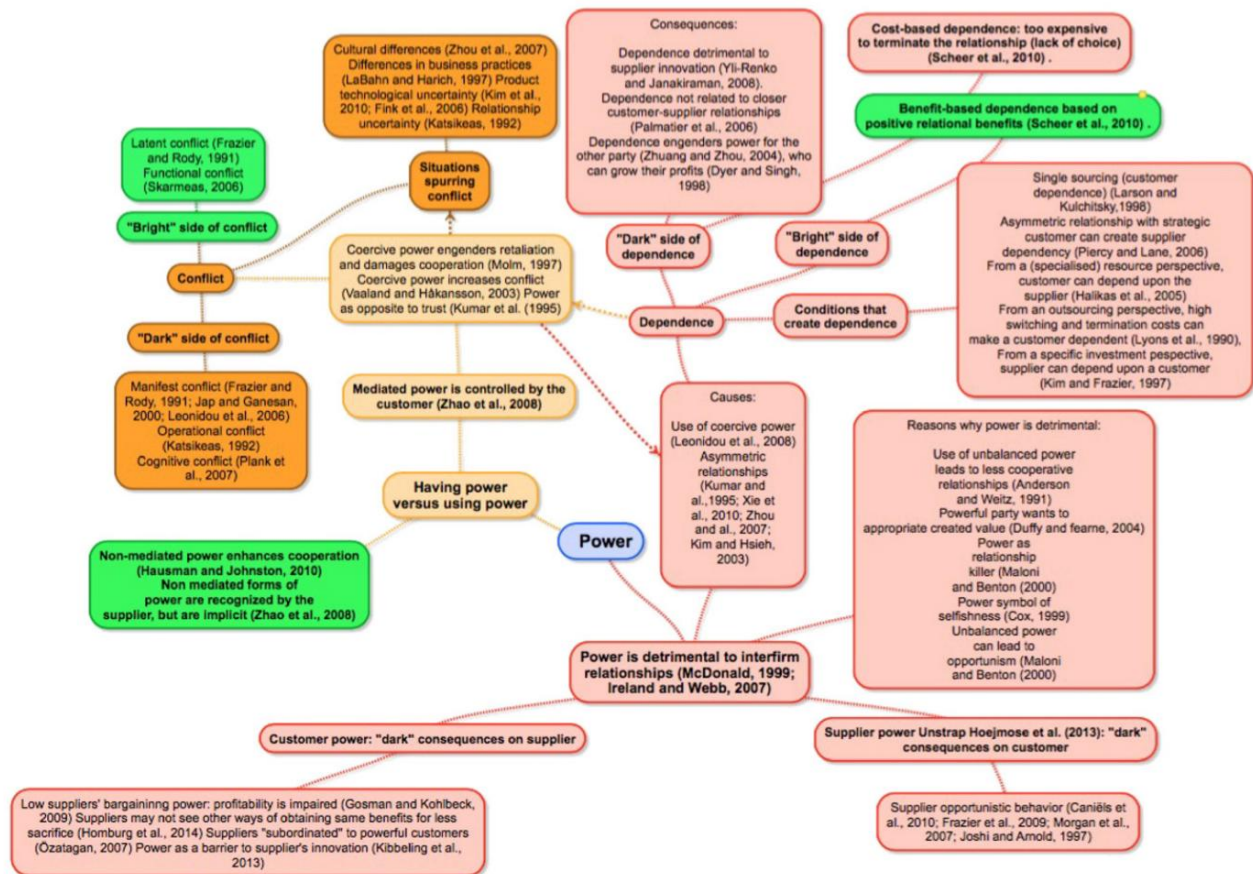 Cultural differences (Zhou et al., 2007)
Differences in business practices
(LaBahn and Harich, 1997) Product
technological uncertainty (Kim et al.,
2010; Fink et al., 2006) Relationship
uncertainty (Katsikeas, 1992)
Latent conflict (Frazier
and Rody, 1991)
Functional conflict
(Skarmeas, 2006)
Situations
spurring
conflict
"Bright" side of conflict
Conflict
"Dark" side of conflict
Manifest conflict (Frazier and
Rody, 1991; Jap and Ganesan,
2000; Leonidou et al., 2006)
Operational conflict
(Katsikeas, 1992)
Cognitive conflict (Plank et
al., 2007)
Coercive power engenders retaliation
and damages cooperation (Molm, 1997)
Coercive power increases conflict
(Vaaland and Håkansson, 2003) Power
as opposite to trust (Kumar et al. (1995)
Mediated power is controlled by the
customer (Zhao et al., 2008)
Having power
versus using power
Non-mediated power enhances cooperation
(Hausman and Johnston, 2010)
Non mediated forms of
power are recognized by the
supplier, but are implicit (Zhao et al., 2008)
Power
Consequences:
Dependence detrimental to
supplier innovation (Yli-Renko
and Janakiraman, 2008).
Dependence not related to closer
customer-supplier relationships
(Palmatier et al., 2006)
Dependence engenders power for the
other party (Zhuang and Zhou, 2004), who
can grow their profits (Dyer and Singh,
1998)
Cost-based dependence: too expensive
to terminate the relationship (lack of choice)
(Scheer et al., 2010) .
Benefit-based dependence based on
positive relational benefits (Scheer et al., 2010) .
"Dark" side of
dependence
"Bright" side of
dependence
Dependence
Conditions that
create dependence
Single sourcing (customer
dependence) (Larson and
Kulchitsky,1998)
Asymmetric relationship with strategic
customer can create supplier
dependency (Piercy and Lane, 2006)
From a (specialised) resource perspective,
customer can depend upon the
supplier (Halikas et al., 2005)
From an outsourcing perspective, high
switching and termination costs can
make a customer dependent (Lyons et al., 1990),
From a specific investment pespective,
supplier can depend upon a customer
(Kim and Frazier, 1997)
Causes:
Use of coercive power
(Leonidou et al., 2008)
Asymmetric
relationships
(Kumar and
al.,1995; Xie et
al., 2010; Zhou
and al., 2007;
Kim and Hsieh,
2003)
Reasons why power is detrimental:
Use of unbalanced power
leads to less cooperative
relationships (Anderson
and Weitz, 1991)
Powerful party wants to
appropriate created value (Duffy and fearne, 2004)
Power as
relationship
killer (Maloni
and Benton (2000)
Power symbol of
selfishness (Cox, 1999)
Unbalanced power
can lead to
opportunism (Maloni
and Benton (2000)
Power is detrimental to interfirm
relationships (McDonald, 1999;
Ireland and Webb, 2007)
Customer power: "dark" consequences on supplier
Supplier power Unstrap Hoejmose et al. (2013): "dark"
consequences on customer
Low suppliers' bargaininng power: profitability is impaired (Gosman and Kohlbeck,
2009) Suppliers may not see other ways of obtaining same benefits for less
sacrifice (Homburg et al., 2014) Suppliers "subordinated" to powerful customers
(Özatagan, 2007) Power as a barrier to supplier's innovation (Kibbeling et al.,
2013)
Supplier opportunistic behavior (Caniëls et
al., 2010; Frazier et al., 2009; Morgan et al.,
2007; Joshi and Arnold, 1997)